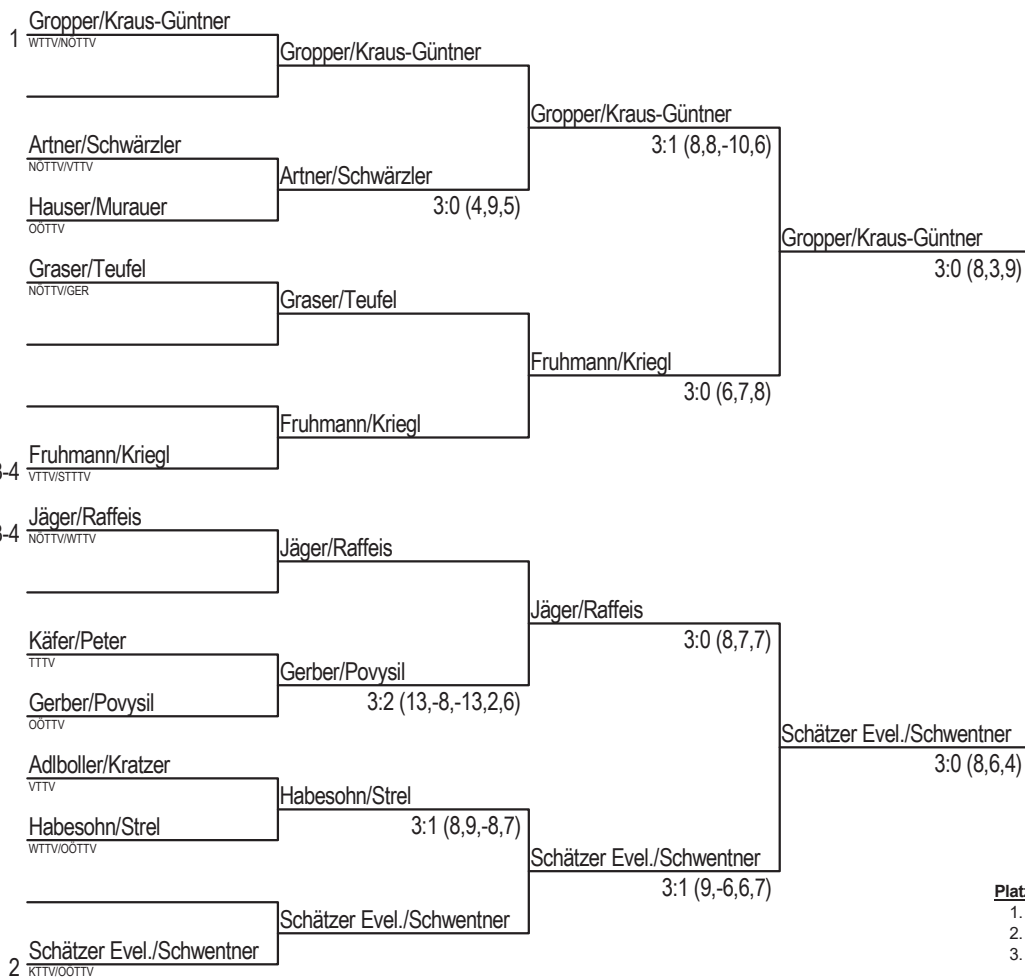 Gropper/Kraus-Güntner
1 WTTV/NÖTTV
Gropper/Kraus-Güntner
Gropper/Kraus-Güntner
3:1 (8,8,-10,6)
Artner/Schwärzler
NÖTTV/VTTV
Artner/Schwärzler
3:0 (4,9,5)
Hauser/Murauer
OÖTTV
Gropper/Kraus-Güntner
3:0 (8,3,9)
Graser/Teufel
NÖTTV/GER
Graser/Teufel
Fruhmann/Kriegl
3:0 (6,7,8)
Fruhmann/Kriegl
Fruhmann/Kriegl
-4 VTTV/STTTV
Jäger/Raffeis
-4 NÖTTV/WTTV
Jäger/Raffeis
Jäger/Raffeis
3:0 (8,7,7)
Käfer/Peter
TTTV
Gerber/Povysil
3:2 (13,-8,-13,2,6)
Gerber/Povysil
OÖTTV
Schätzer Evel./Schwentner
3:0 (8,6,4)
Adlboller/Kratzer
VTTV
Habesohn/Strel
3:1 (8,9,-8,7)
Habesohn/Strel
WTTV/OÖTTV
Schätzer Evel./Schwentner
3:1 (9,-6,6,7)
Schätzer Evel./Schwentner
Schätzer Evel./Schwentner
2 KTTV/OÖTTV
Plat
1.
2.
3.